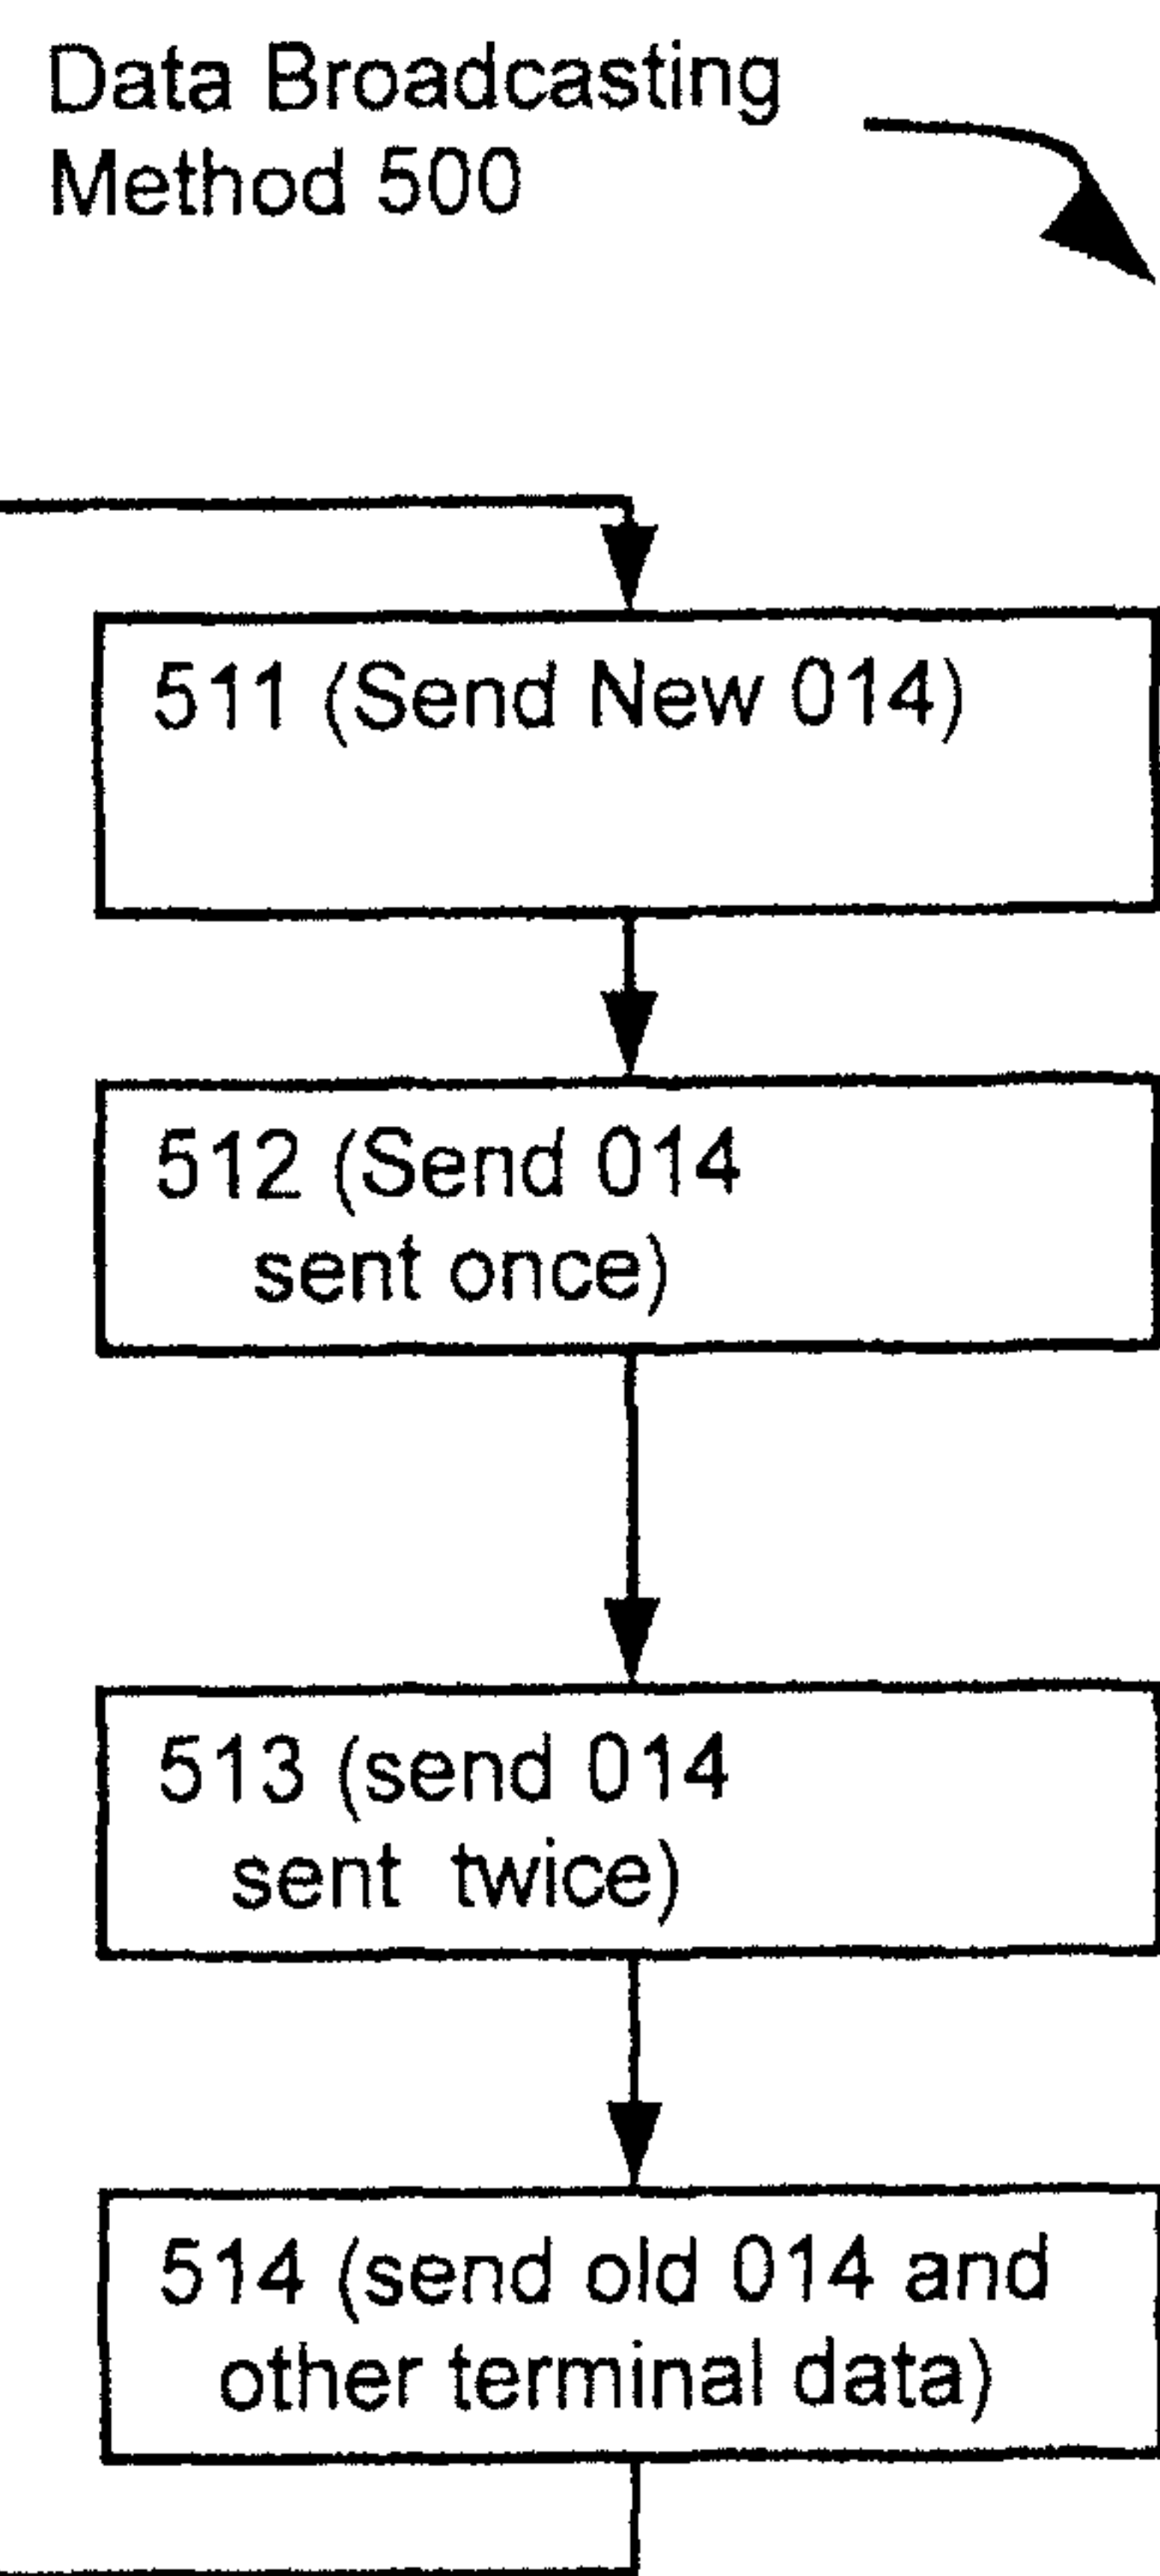 Data Broadcasting
Method 500
511 (Send New 014)
512 (Send 014
sent once)
513 (send 014
sent twice)
514 (send old 014 and
other terminal data)